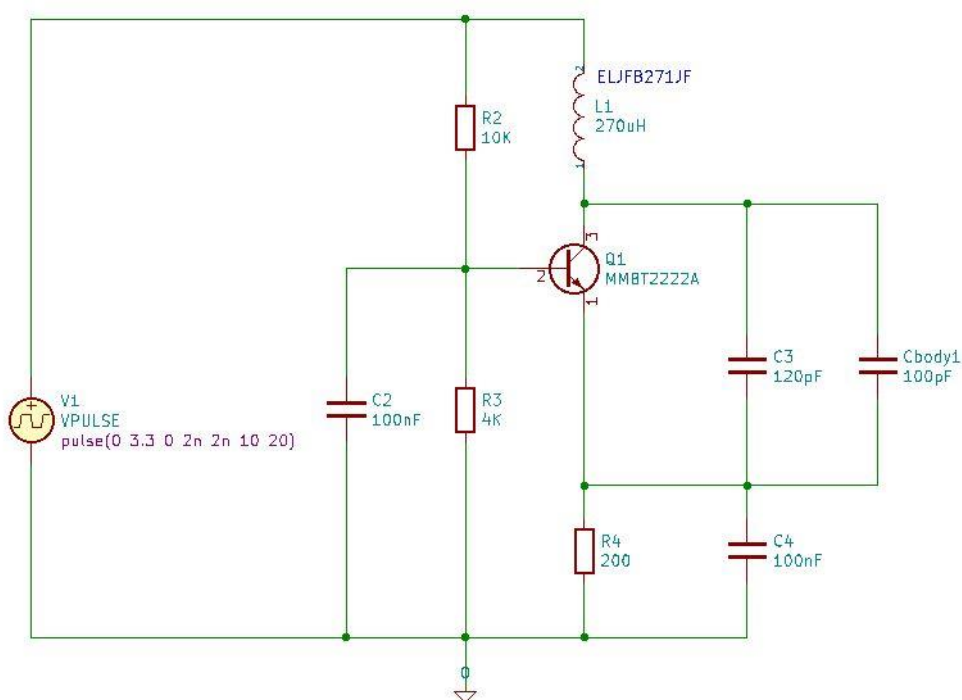 ELJFB271JF
2
L1
270uH
1
R2
10K
3
Q1
MMBT2222A
2
1
C3
120pF
Cbody1
100pF
V1
VPULSE
pulse(0 3.3 0 2n 2n 10 20)
C2
100nF
R3
4K
R4
200
C4
100nF
0